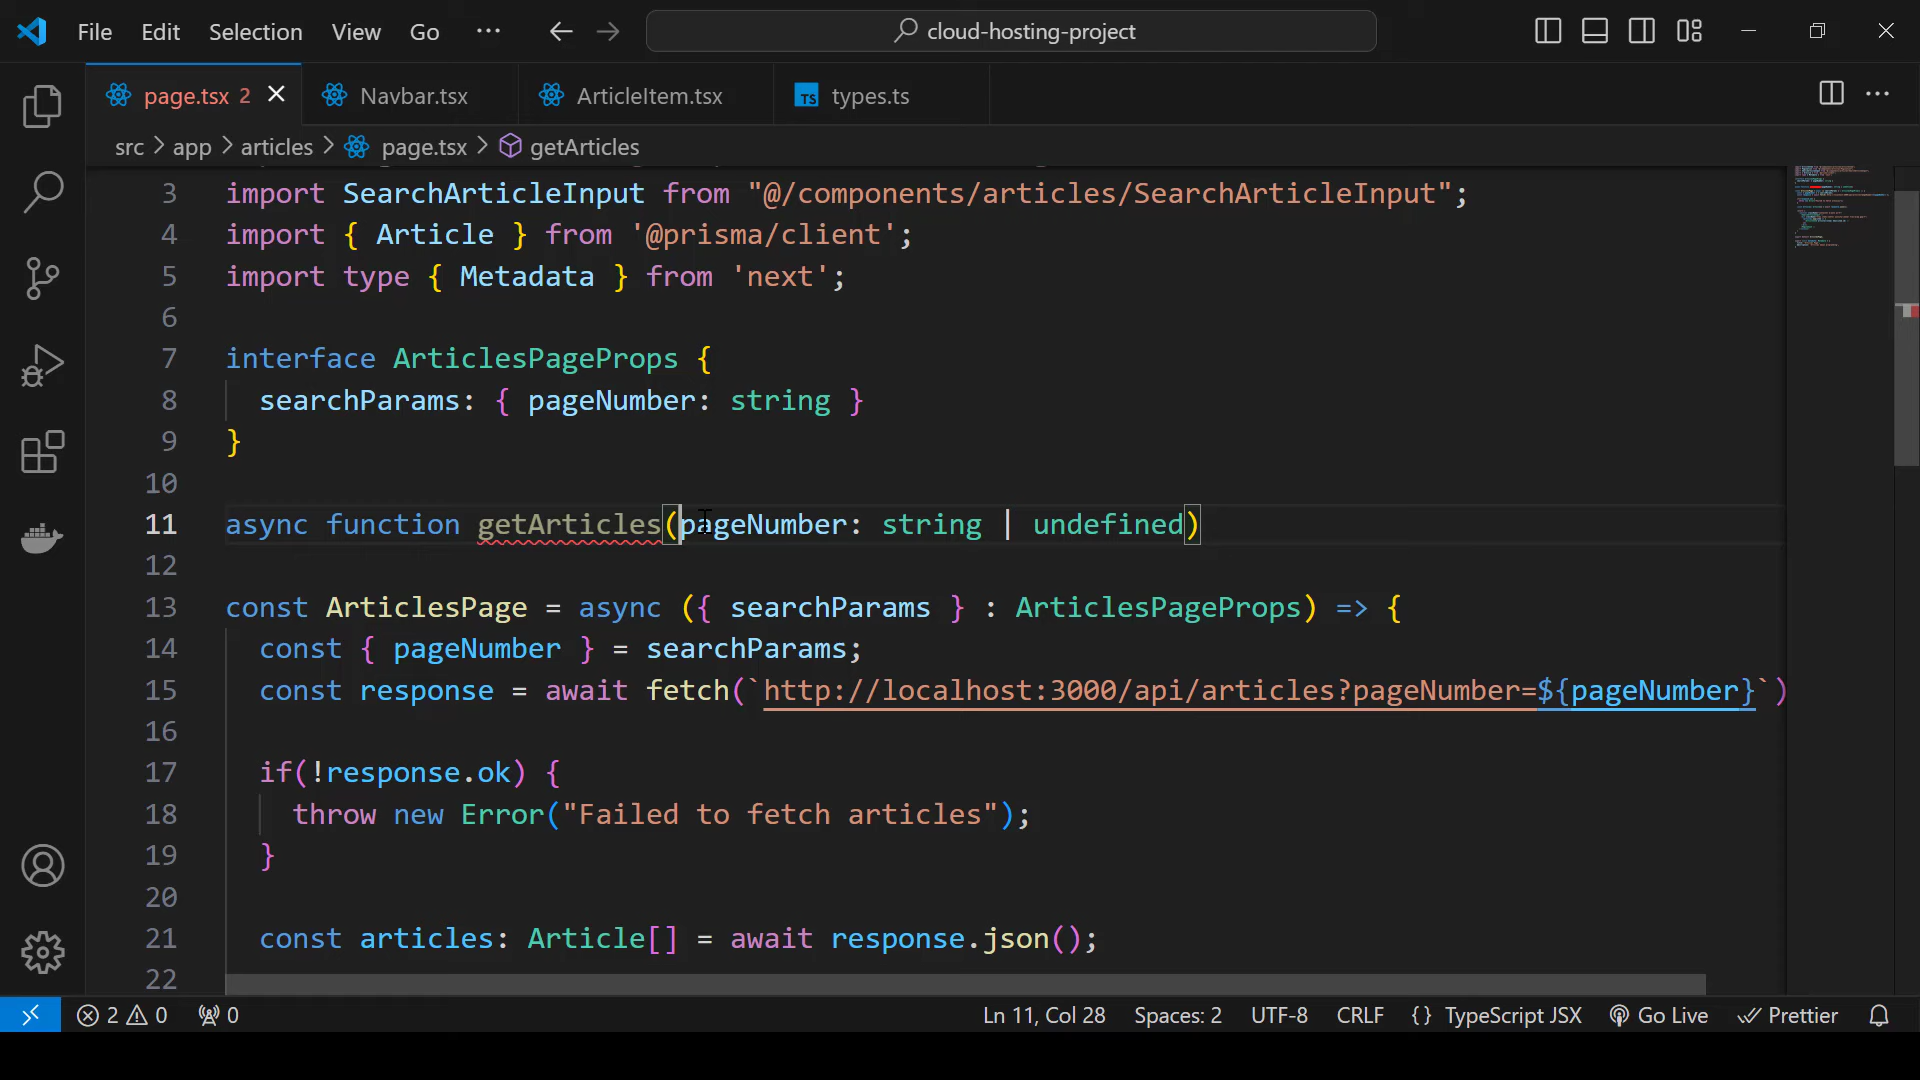 File Edit Selection View Go ··· cloud-hosting-project
page.tsx 2 Navbar.tsx ArticleItem.tsx TS types.ts ···
src > app > articles > page.tsx > getArticles
3 import SearchArticleInput from "@/components/articles/SearchArticleInput";
4 import { Article } from '@prisma/client';
5 import type { Metadata } from 'next';
6
7 interface ArticlesPageProps {
8 searchParams: { pageNumber: string }
9 }
10
11 async function getArticles(pageNumber: string | undefined)
12
13 const ArticlesPage = async ({ searchParams } : ArticlesPageProps) => {
14 const { pageNumber } = searchParams;
15 const response = await fetch(`http://localhost:3000/api/articles?pageNumber=${pageNumber}`)
16
17 if(!response.ok) {
18 throw new Error("Failed to fetch articles");
19 }
20
21 const articles: Article[] = await response.json();
22
2 0 0 Ln 11, Col 28 Spaces: 2 UTF-8 CRLF {} TypeScript JSX Go Live Prettier